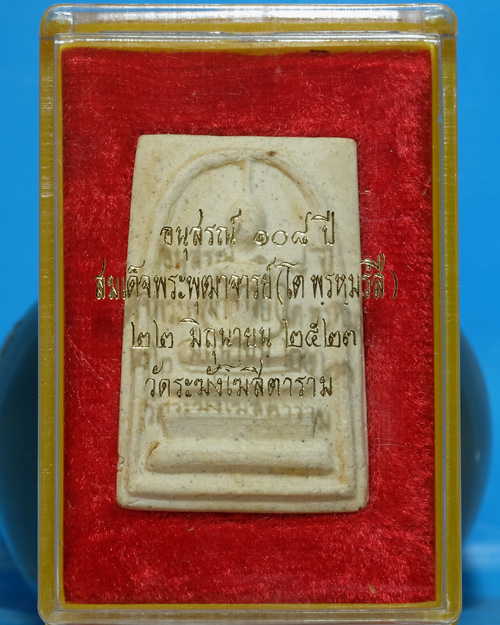 อนุสรณ์ ๑๐๘ ปี
สมเด็จพระพุฒาจารย์(โต พฺรหฺมรํสี)
๒๒ มิถุนายน ๒๕๒๓
วัดระฆังโฆสิตาราม